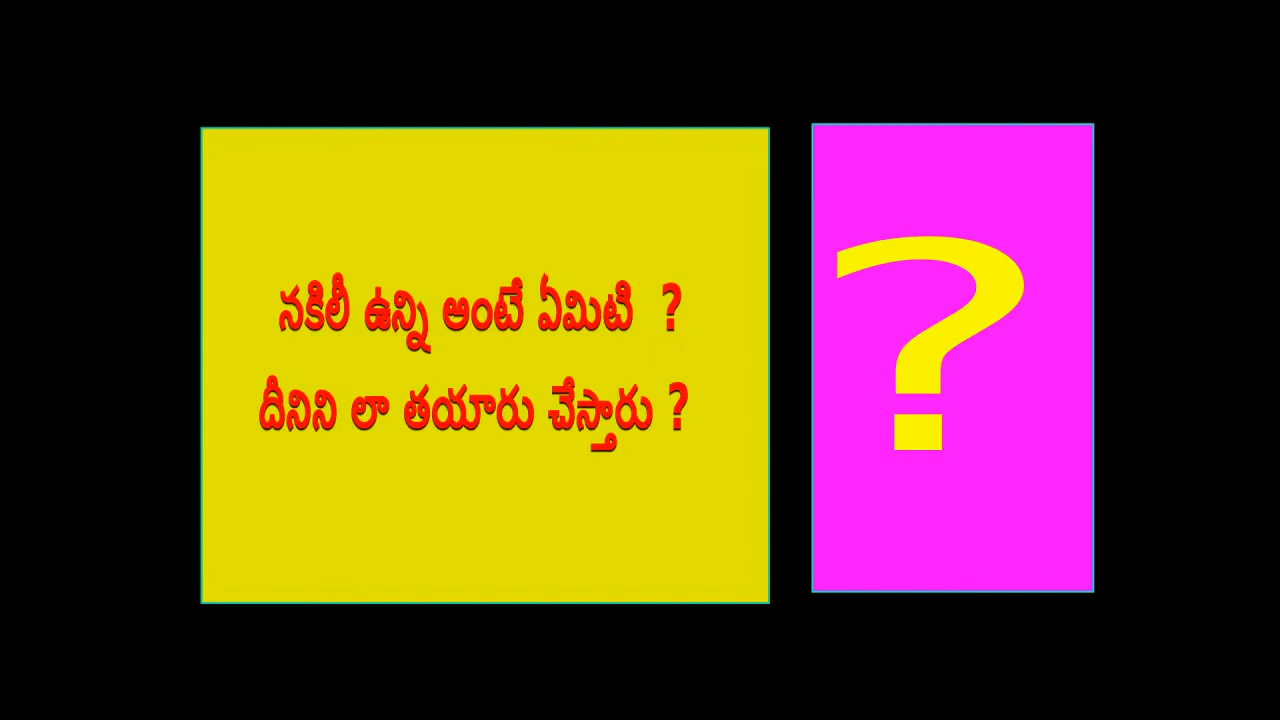 నకిలీ ఉన్ని అంటే ఏమిటి ?
దీనిని లా తయారు చేస్తారు ?
?